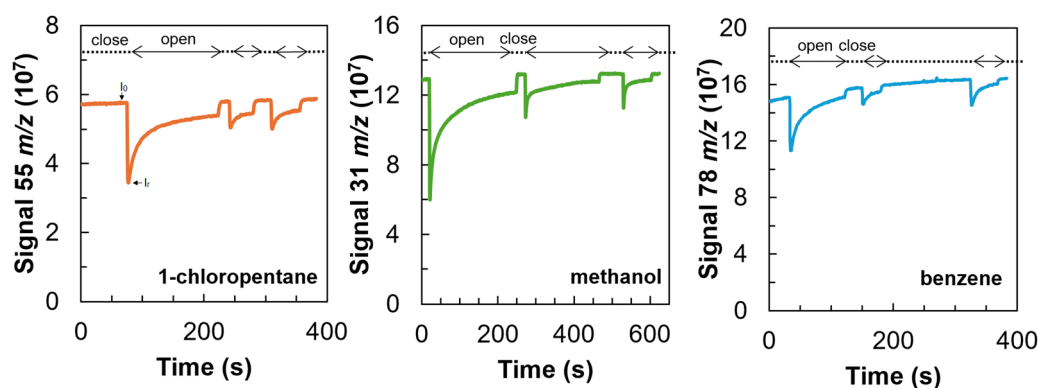 Signal 55 m/z (10⁷)
8
6
4
2
0
close
open
I₀
Iᵣ
1-chloropentane
0
200
400
Time (s)
Signal 31 m/z (10⁷)
16
12
8
4
0
open
close
methanol
0
200
400
600
Time (s)
Signal 78 m/z (10⁷)
20
16
12
8
4
0
open close
benzene
0
200
400
Time (s)